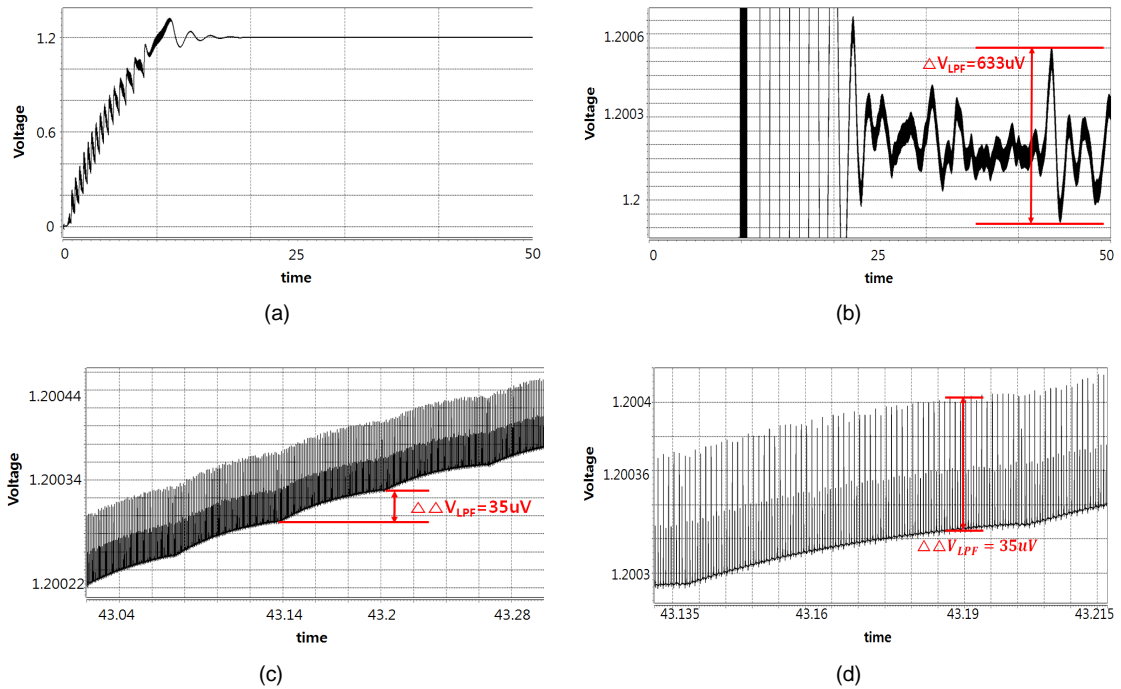 Voltage
1.2
0.6
0
0
25
50
time
(a)
Voltage
1.2006
1.2003
1.2
△V_LPF=633uV
0
25
50
time
(b)
Voltage
1.20044
1.20034
1.20022
△△V_LPF=35uV
43.04
43.14
43.2
43.28
time
(c)
Voltage
1.2004
1.20036
1.2003
△△V_LPF = 35uV
43.135
43.16
43.19
43.215
time
(d)